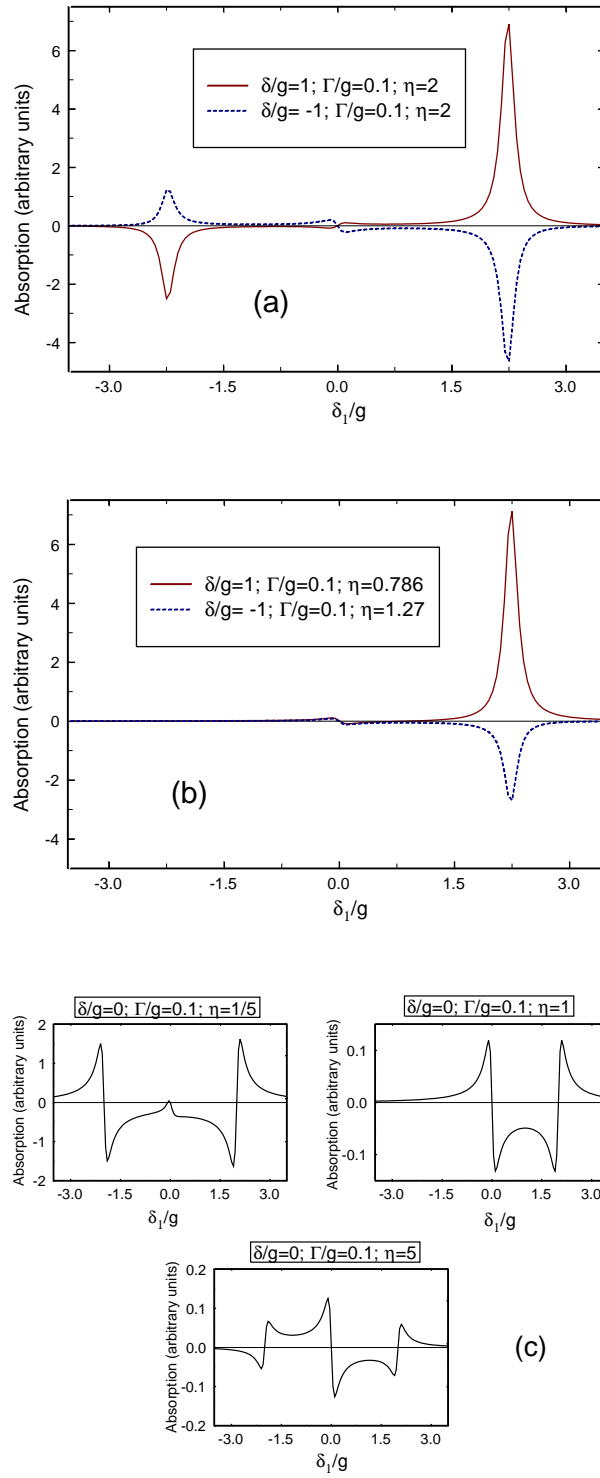 6
4
2
0
-2
-4
Absorption (arbitrary units)
δ/g=1; Γ/g=0.1; η=2
δ/g= -1; Γ/g=0.1; η=2
(a)
-3.0 -1.5 0.0 1.5 3.0
δ₁/g
6
4
2
0
-2
-4
Absorption (arbitrary units)
δ/g=1; Γ/g=0.1; η=0.786
δ/g= -1; Γ/g=0.1; η=1.27
(b)
-3.0 -1.5 0.0 1.5 3.0
δ₁/g
δ/g=0; Γ/g=0.1; η=1/5
2
1
0
-1
-2
Absorption (arbitrary units)
-3.0 -1.5 0.0 1.5 3.0
δ₁/g
δ/g=0; Γ/g=0.1; η=1
0.1
0.0
-0.1
Absorption (arbitrary units)
-3.0 -1.5 0.0 1.5 3.0
δ₁/g
δ/g=0; Γ/g=0.1; η=5
0.2
0.1
0.0
-0.1
-0.2
Absorption (arbitrary units)
-3.0 -1.5 0.0 1.5 3.0
δ₁/g
(c)